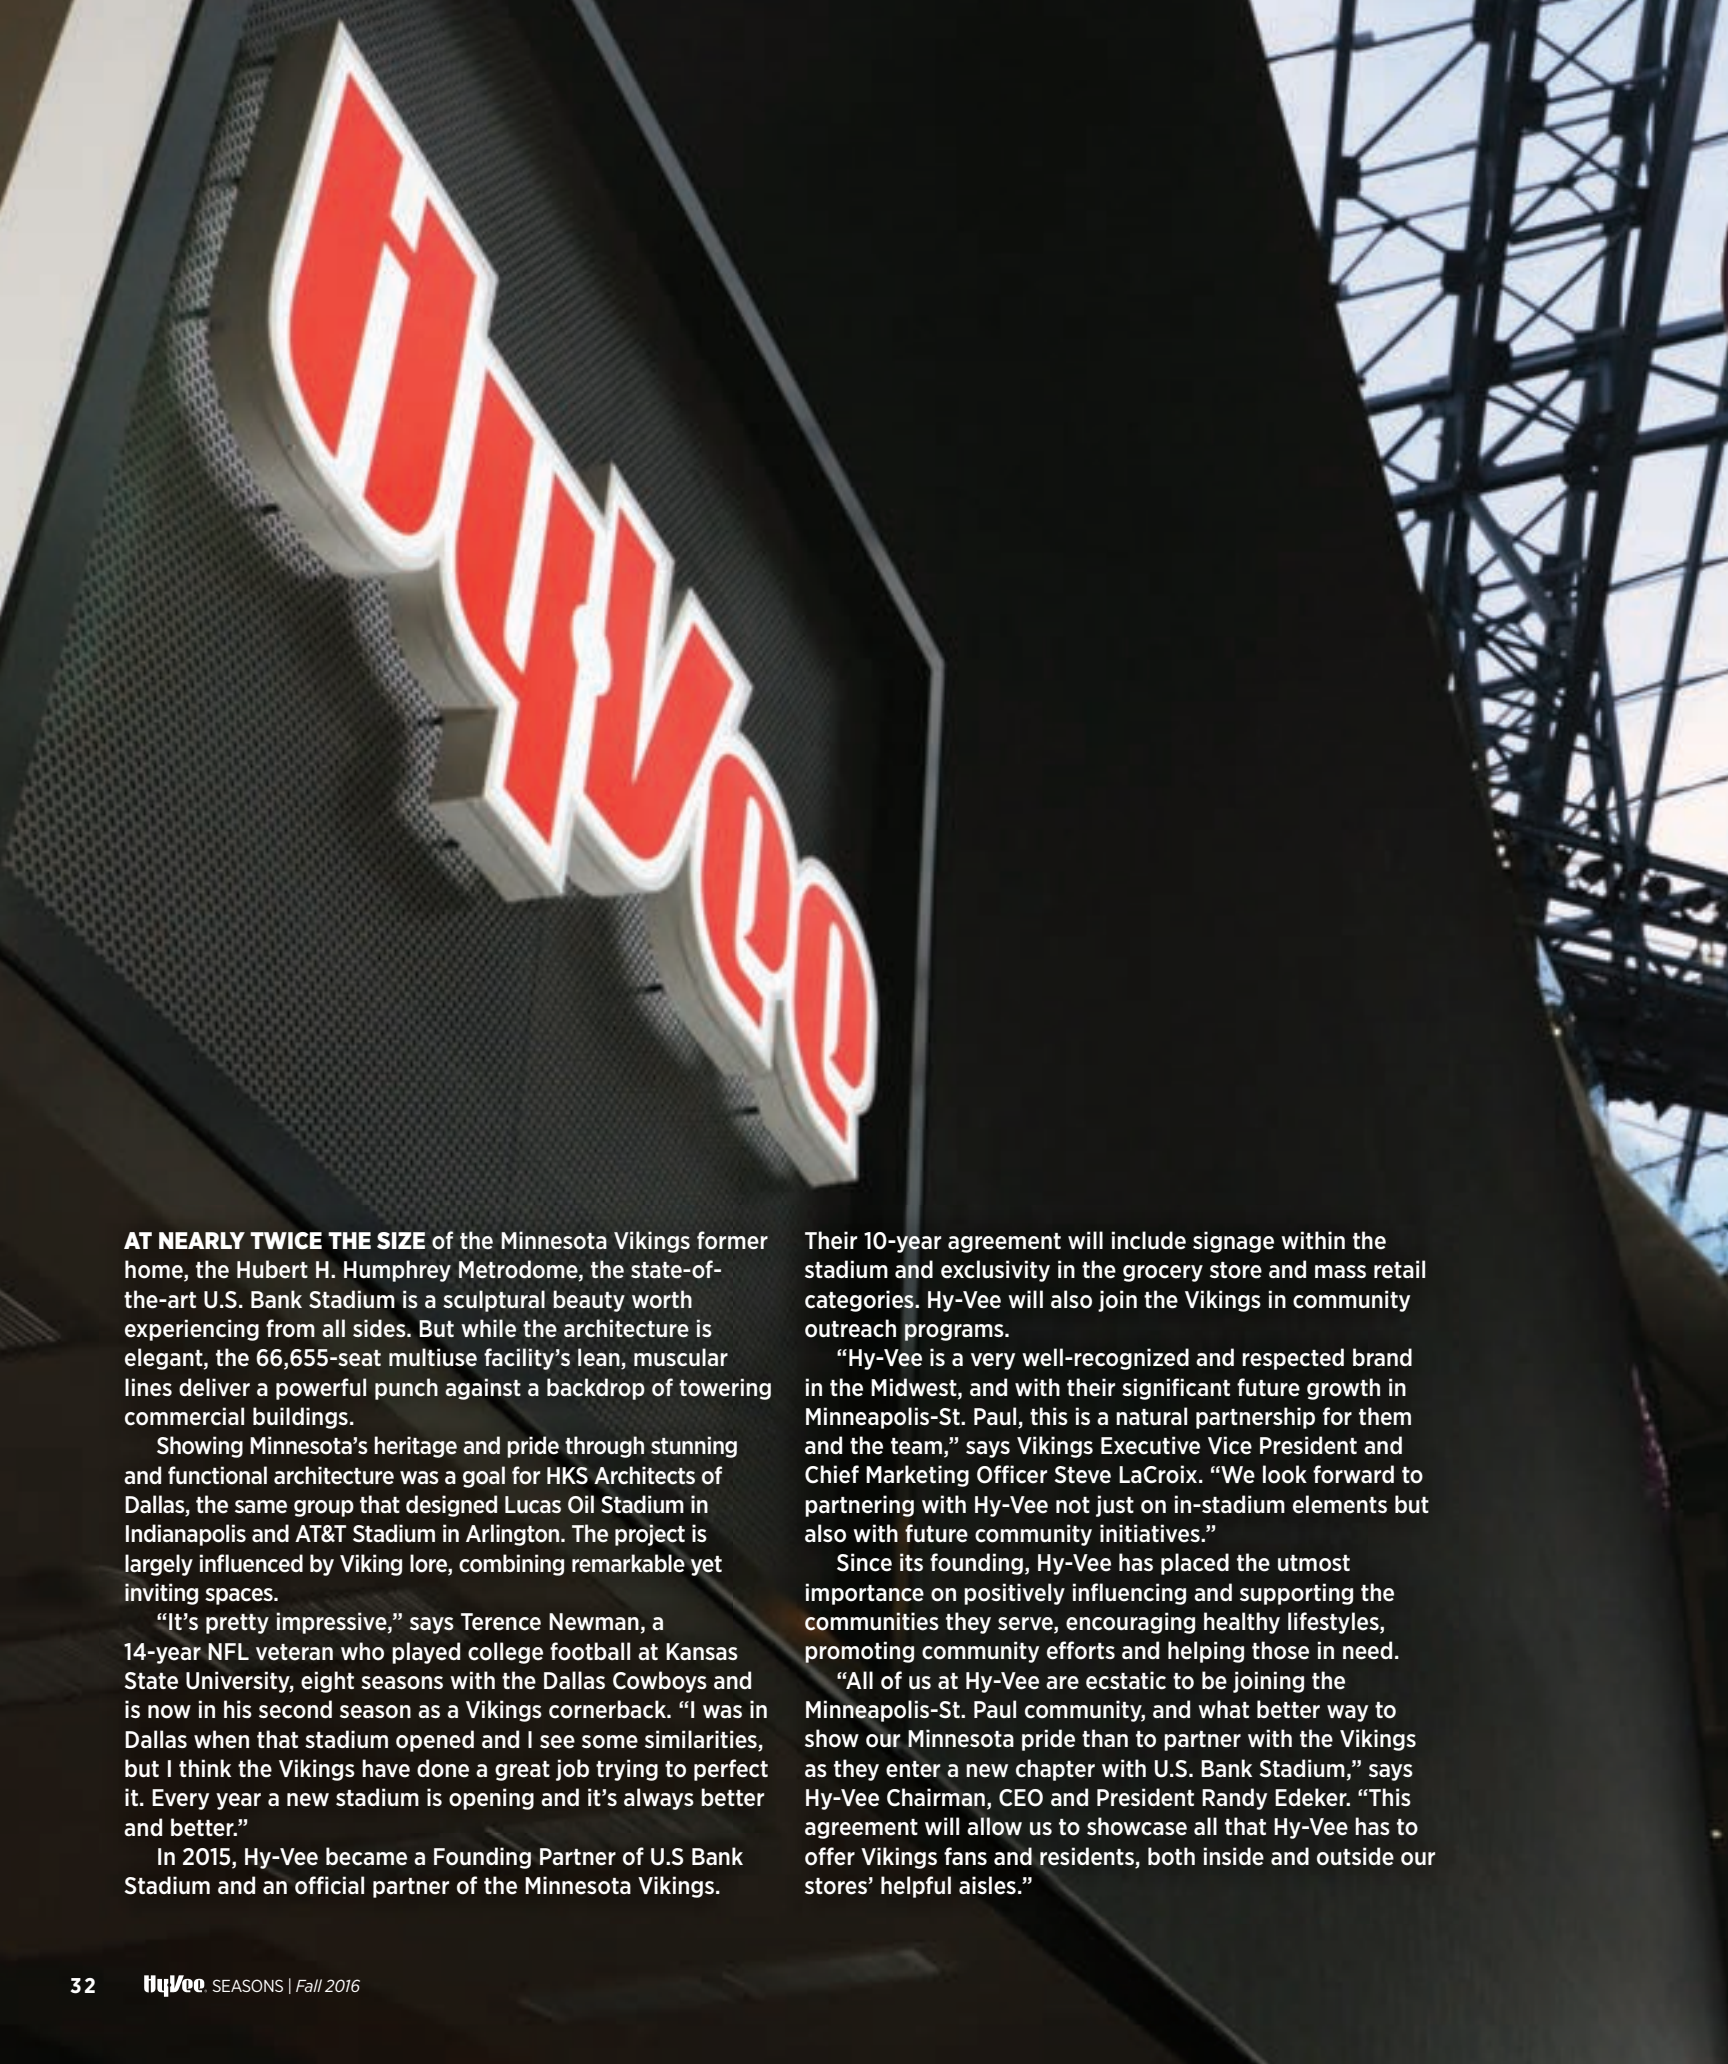 HyVee
AT NEARLY TWICE THE SIZE of the Minnesota Vikings former
home, the Hubert H. Humphrey Metrodome, the state-of-
the-art U.S. Bank Stadium is a sculptural beauty worth
experiencing from all sides. But while the architecture is
elegant, the 66,655-seat multiuse facility’s lean, muscular
lines deliver a powerful punch against a backdrop of towering
commercial buildings.
Showing Minnesota’s heritage and pride through stunning
and functional architecture was a goal for HKS Architects of
Dallas, the same group that designed Lucas Oil Stadium in
Indianapolis and AT&T Stadium in Arlington. The project is
largely influenced by Viking lore, combining remarkable yet
inviting spaces.
“It’s pretty impressive,” says Terence Newman, a
14-year NFL veteran who played college football at Kansas
State University, eight seasons with the Dallas Cowboys and
is now in his second season as a Vikings cornerback. “I was in
Dallas when that stadium opened and I see some similarities,
but I think the Vikings have done a great job trying to perfect
it. Every year a new stadium is opening and it’s always better
and better.”
In 2015, Hy-Vee became a Founding Partner of U.S Bank
Stadium and an official partner of the Minnesota Vikings.
Their 10-year agreement will include signage within the
stadium and exclusivity in the grocery store and mass retail
categories. Hy-Vee will also join the Vikings in community
outreach programs.
“Hy-Vee is a very well-recognized and respected brand
in the Midwest, and with their significant future growth in
Minneapolis-St. Paul, this is a natural partnership for them
and the team,” says Vikings Executive Vice President and
Chief Marketing Officer Steve LaCroix. “We look forward to
partnering with Hy-Vee not just on in-stadium elements but
also with future community initiatives.”
Since its founding, Hy-Vee has placed the utmost
importance on positively influencing and supporting the
communities they serve, encouraging healthy lifestyles,
promoting community efforts and helping those in need.
“All of us at Hy-Vee are ecstatic to be joining the
Minneapolis-St. Paul community, and what better way to
show our Minnesota pride than to partner with the Vikings
as they enter a new chapter with U.S. Bank Stadium,” says
Hy-Vee Chairman, CEO and President Randy Edeker. “This
agreement will allow us to showcase all that Hy-Vee has to
offer Vikings fans and residents, both inside and outside our
stores’ helpful aisles.”
32 HyVee SEASONS | Fall 2016